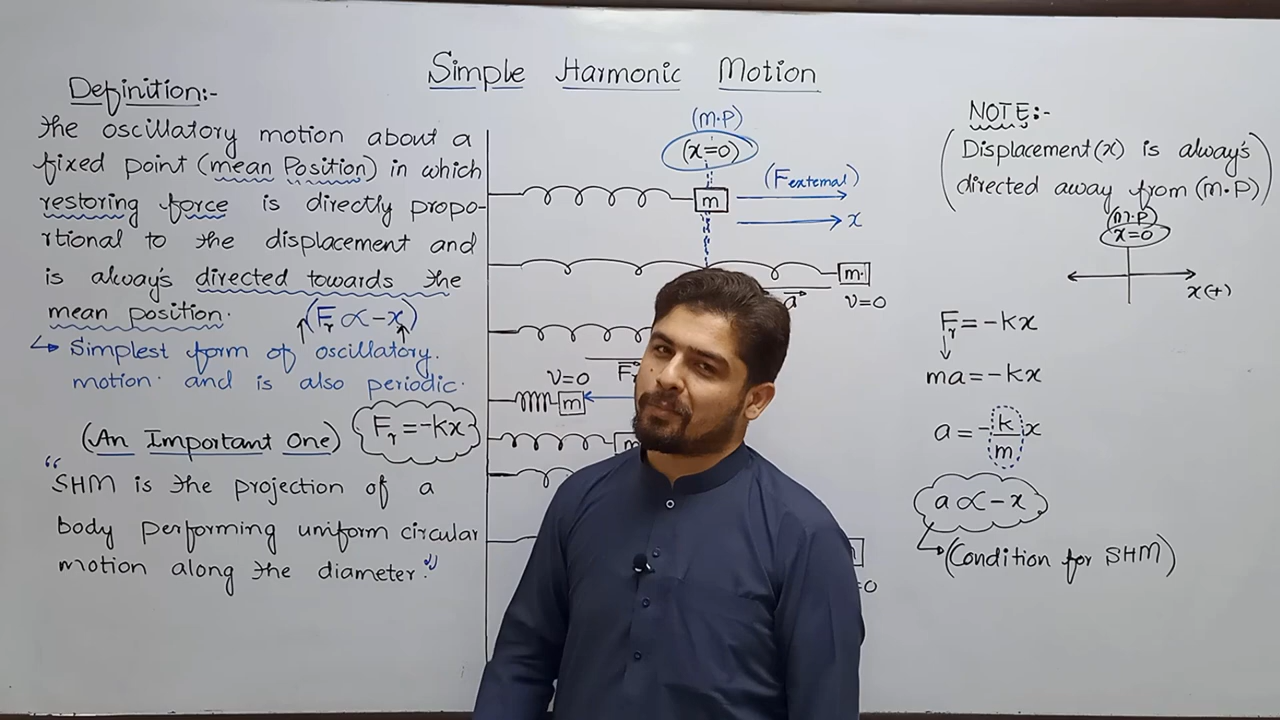 Simple Harmonic Motion
Definition:-
The oscillatory motion about a
fixed point (mean Position) in which
restoring force is directly propo-
rtional to the displacement and
is alway's directed towards the
mean position.
(Fr ∝ -x)
Simplest form of oscillatory.
motion. and is also periodic.
(An Important One)
Fr = -kx
"SHM is the projection of a
body performing uniform circular
motion along the diameter."
(m.p)
(x=0)
m
(Fexternal)
x
m
a
v=0
v=0
m
m
=0
NOTE:-
(Displacement(x) is alway's
directed away from (m.p))
(m.p)
x=0
x(+)
Fr = -kx
ma = -kx
a = -k/m x
a ∝ -x
(Condition for SHM)